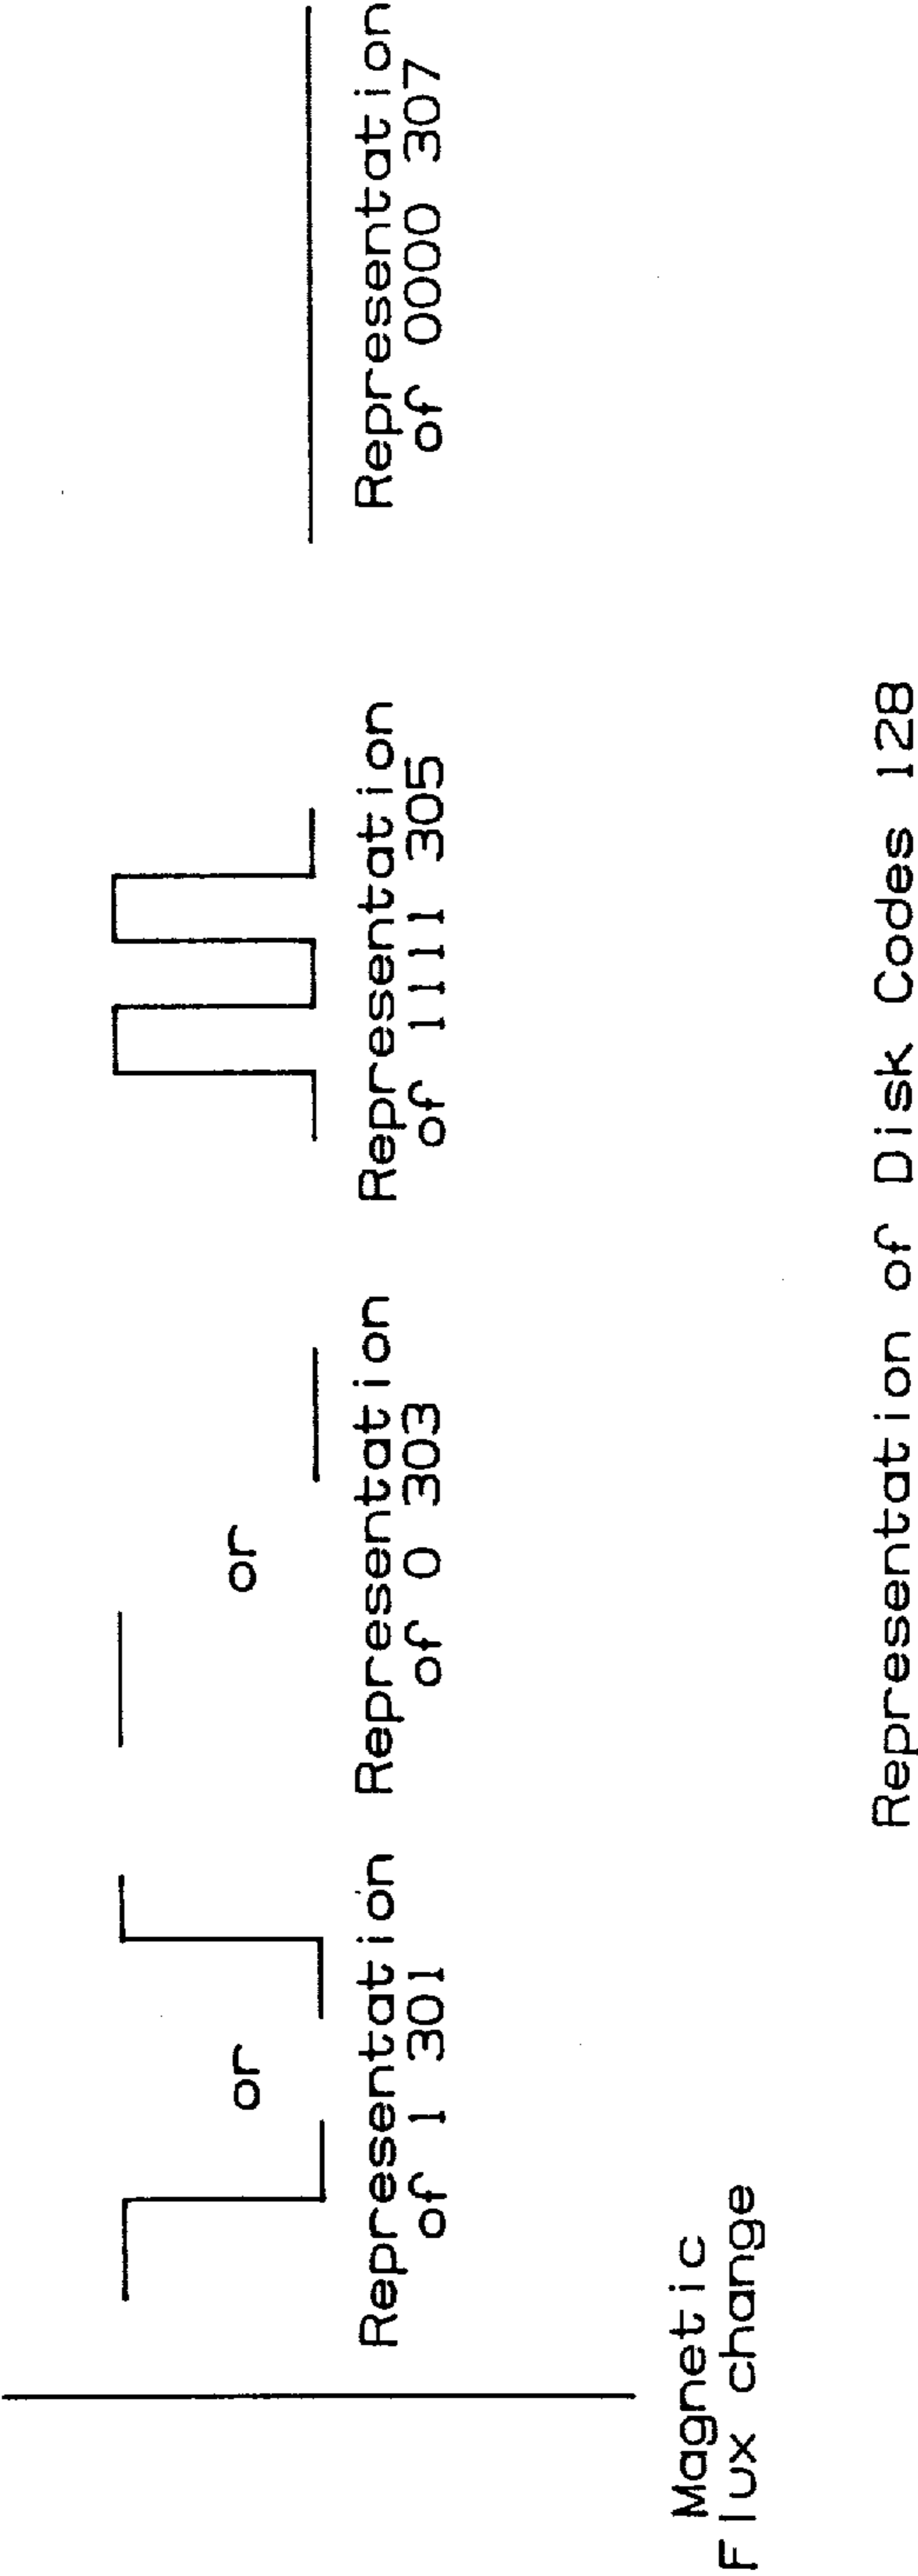 or
or
Representation
of 1 301
Representation
of 0 303
Representation
of 1111 305
Representation
of 0000 307
Magnetic
Flux change
Representation of Disk Codes 128